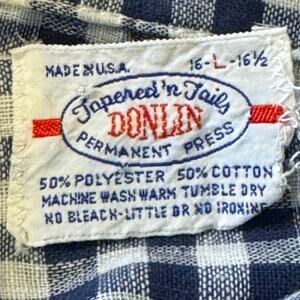 MADE IN U.S.A. 16-L-16½
Tapered 'n Tails
DONLIN
PERMANENT PRESS
50% POLYESTER 50% COTTON
MACHINE WASH WARM TUMBLE DRY
NO BLEACH-LITTLE OR NO IRONING